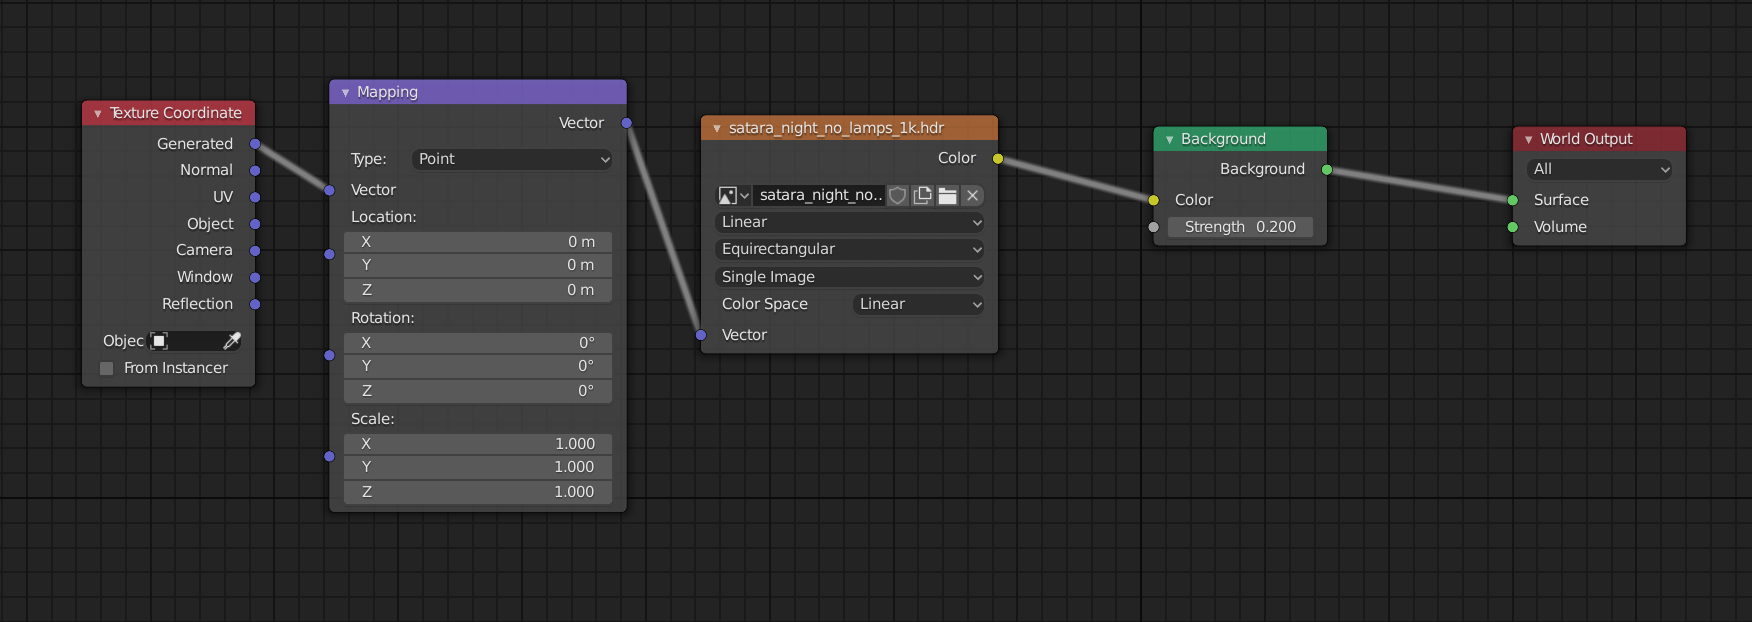 Texture Coordinate
Generated
Normal
UV
Object
Camera
Window
Reflection
Objec
From Instancer
Mapping
Vector
Type: Point
Vector
Location:
X 0 m
Y 0 m
Z 0 m
Rotation:
X 0°
Y 0°
Z 0°
Scale:
X 1.000
Y 1.000
Z 1.000
satara_night_no_lamps_1k.hdr
Color
satara_night_no..
Linear
Equirectangular
Single Image
Color Space Linear
Vector
Background
Background
Color
Strength 0.200
World Output
All
Surface
Volume